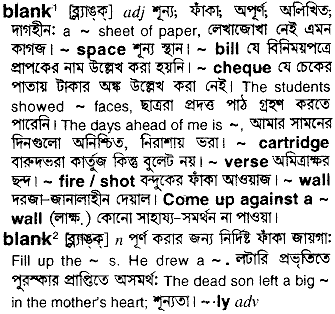 blank¹ [ব্ল্যাঙ্ক্] adj শূন্য; ফাঁকা, অপূর্ণ; অলিখিত;
দাগহীন: a ~ sheet of paper, লেখাজোখা নেই এমন
কাগজ। ~ space শূন্য স্থান। ~ bill যে বিনিময়পত্রে
প্রাপকের নাম উল্লেখ করা হয়নি। ~ cheque যে চেকের
পাতায় টাকার অঙ্ক উল্লেখ করা নেই। The students
showed ~ faces, ছাত্ররা প্রদত্ত পাঠ গ্রহণ করতে
পারেনি। The days ahead of me is ~, আমার সামনের
দিনগুলো অনিশ্চিত, নিরাশায় ভরা। ~ cartridge
বারুদভরা কার্তুজ কিন্তু বুলেট নয়। ~ verse অমিত্রাক্ষর
ছন্দ। ~ fire / shot বন্দুকের ফাঁকা আওয়াজ। ~ wall
দরজা-জানালাহীন দেয়াল। Come up against a ~
wall (লাক্ষ.) কোনো সাহায্য-সমর্থন না পাওয়া।
blank² [ব্ল্যাঙ্ক্] n পূর্ণ করার জন্য নির্দিষ্ট ফাঁকা জায়গা:
Fill up the ~ s. He drew a ~. লটারি প্রভৃতিতে
পুরস্কার প্রাপ্তিতে অসমর্থ: The dead son left a big ~
in the mother's heart; শূন্যতা। ~·ly adv